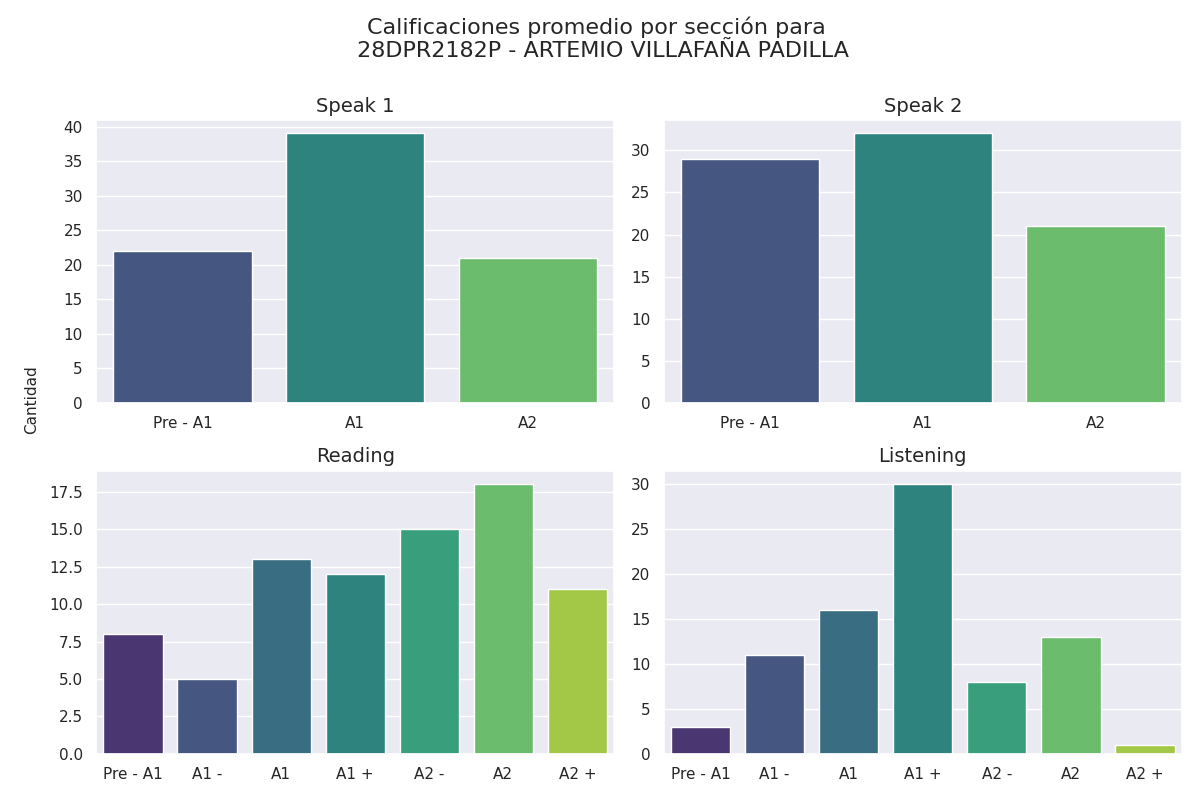 Calificaciones promedio por sección para
28DPR2182P - ARTEMIO VILLAFAÑA PADILLA
Speak 1
40
35
30
25
20
15
10
5
0
Pre - A1 A1 A2
Speak 2
30
25
20
15
10
5
0
Pre - A1 A1 A2
Cantidad
Reading
17.5
15.0
12.5
10.0
7.5
5.0
2.5
0.0
Pre - A1 A1 - A1 A1 + A2 - A2 A2 +
Listening
30
25
20
15
10
5
0
Pre - A1 A1 - A1 A1 + A2 - A2 A2 +